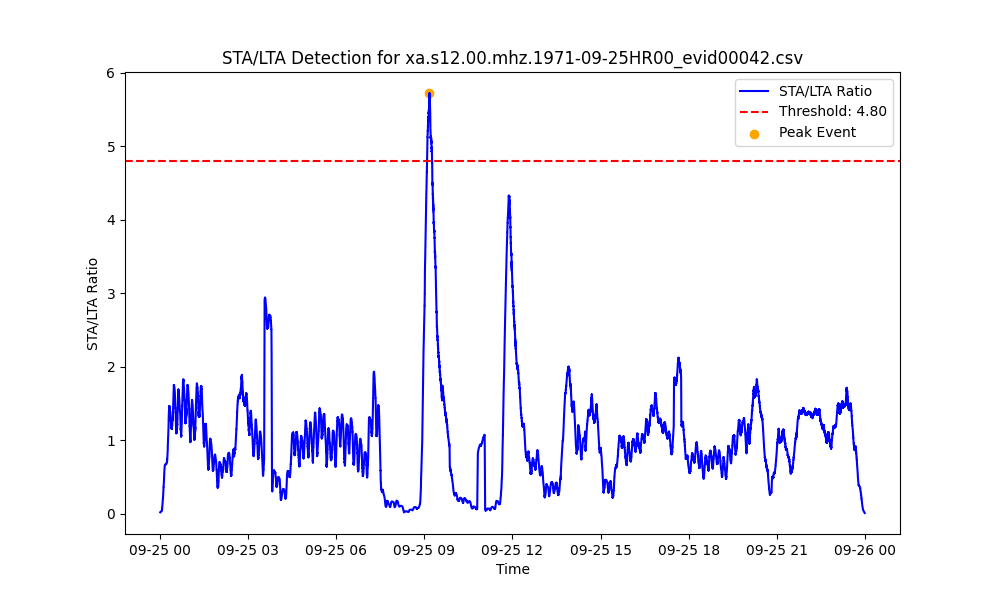 STA/LTA Detection for xa.s12.00.mhz.1971-09-25HR00_evid00042.csv
STA/LTA Ratio
Threshold: 4.80
Peak Event
6
5
4
3
2
1
0
STA/LTA Ratio
09-25 00
09-25 03
09-25 06
09-25 09
09-25 12
09-25 15
09-25 18
09-25 21
09-26 00
Time